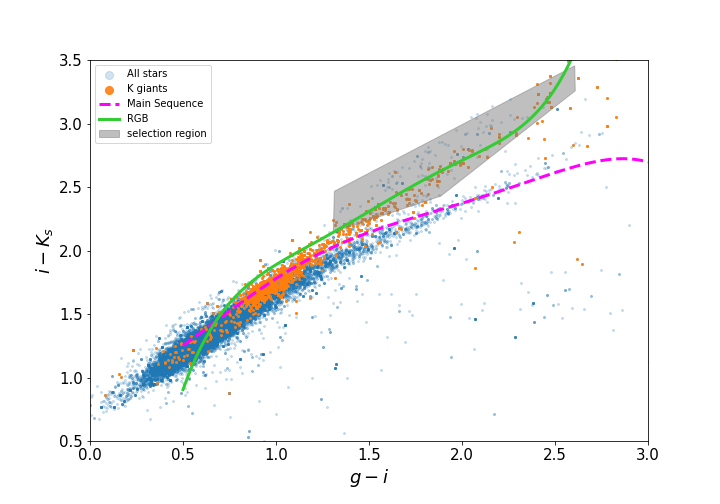 3.5
3.0
2.5
2.0
1.5
1.0
0.5
i − Kₛ
All stars
K giants
Main Sequence
RGB
selection region
0.0 0.5 1.0 1.5 2.0 2.5 3.0
g − i